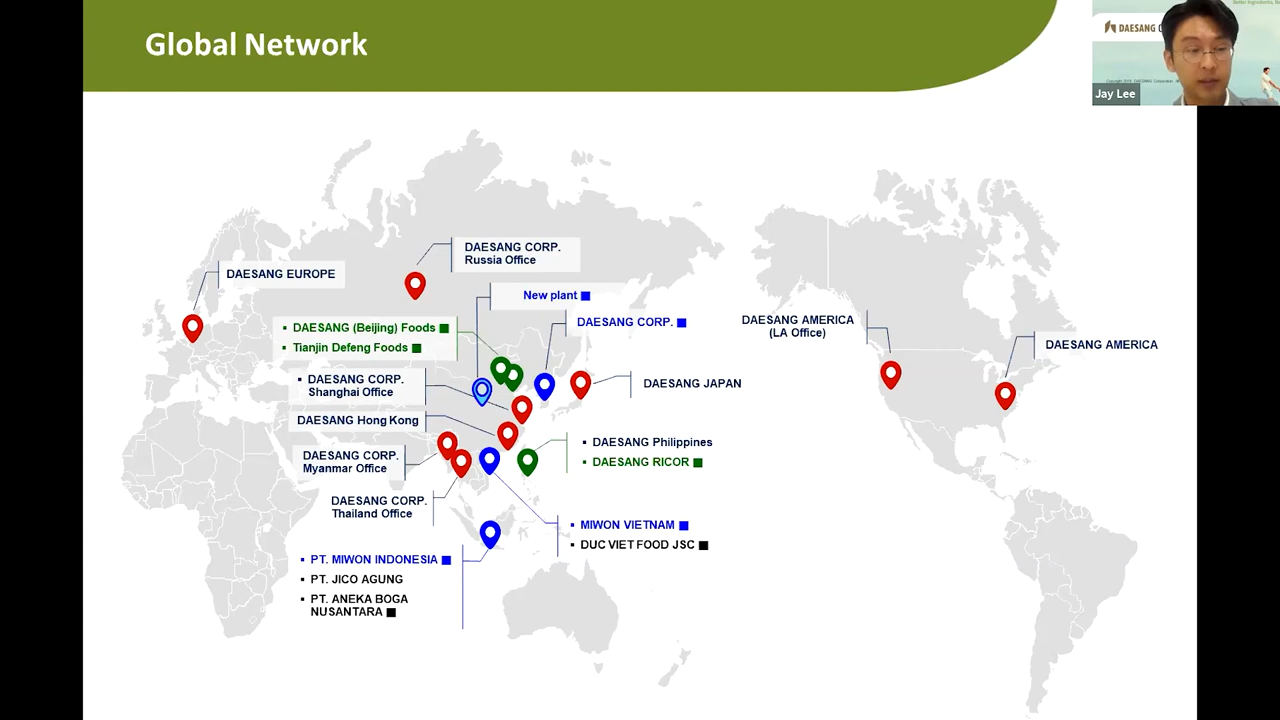 Global Network
Better Ingredients, Be
DAESANG
Jay Lee
DAESANG CORP.
Russia Office
DAESANG EUROPE
New plant ■
DAESANG CORP. ■
▪ DAESANG (Beijing) Foods ■
▪ Tianjin Defeng Foods ■
DAESANG AMERICA
(LA Office)
DAESANG AMERICA
▪ DAESANG CORP.
Shanghai Office
DAESANG JAPAN
DAESANG Hong Kong
▪ DAESANG Philippines
▪ DAESANG RICOR ■
DAESANG CORP.
Myanmar Office
DAESANG CORP.
Thailand Office
▪ MIWON VIETNAM ■
▪ DUC VIET FOOD JSC ■
▪ PT. MIWON INDONESIA ■
▪ PT. JICO AGUNG
▪ PT. ANEKA BOGA
NUSANTARA ■